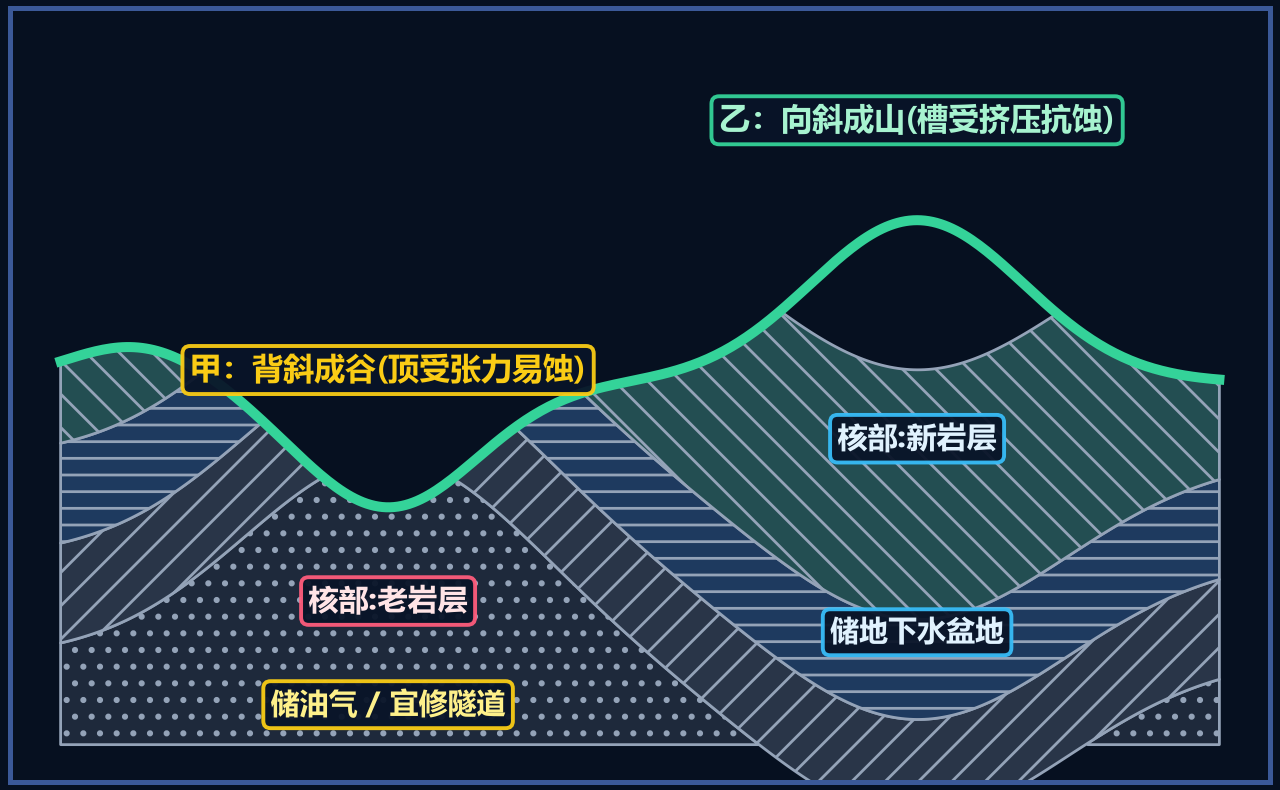 乙：向斜成山(槽受挤压抗蚀)
甲：背斜成谷(顶受张力易蚀)
核部:新岩层
核部:老岩层
储地下水盆地
储油气 / 宜修隧道